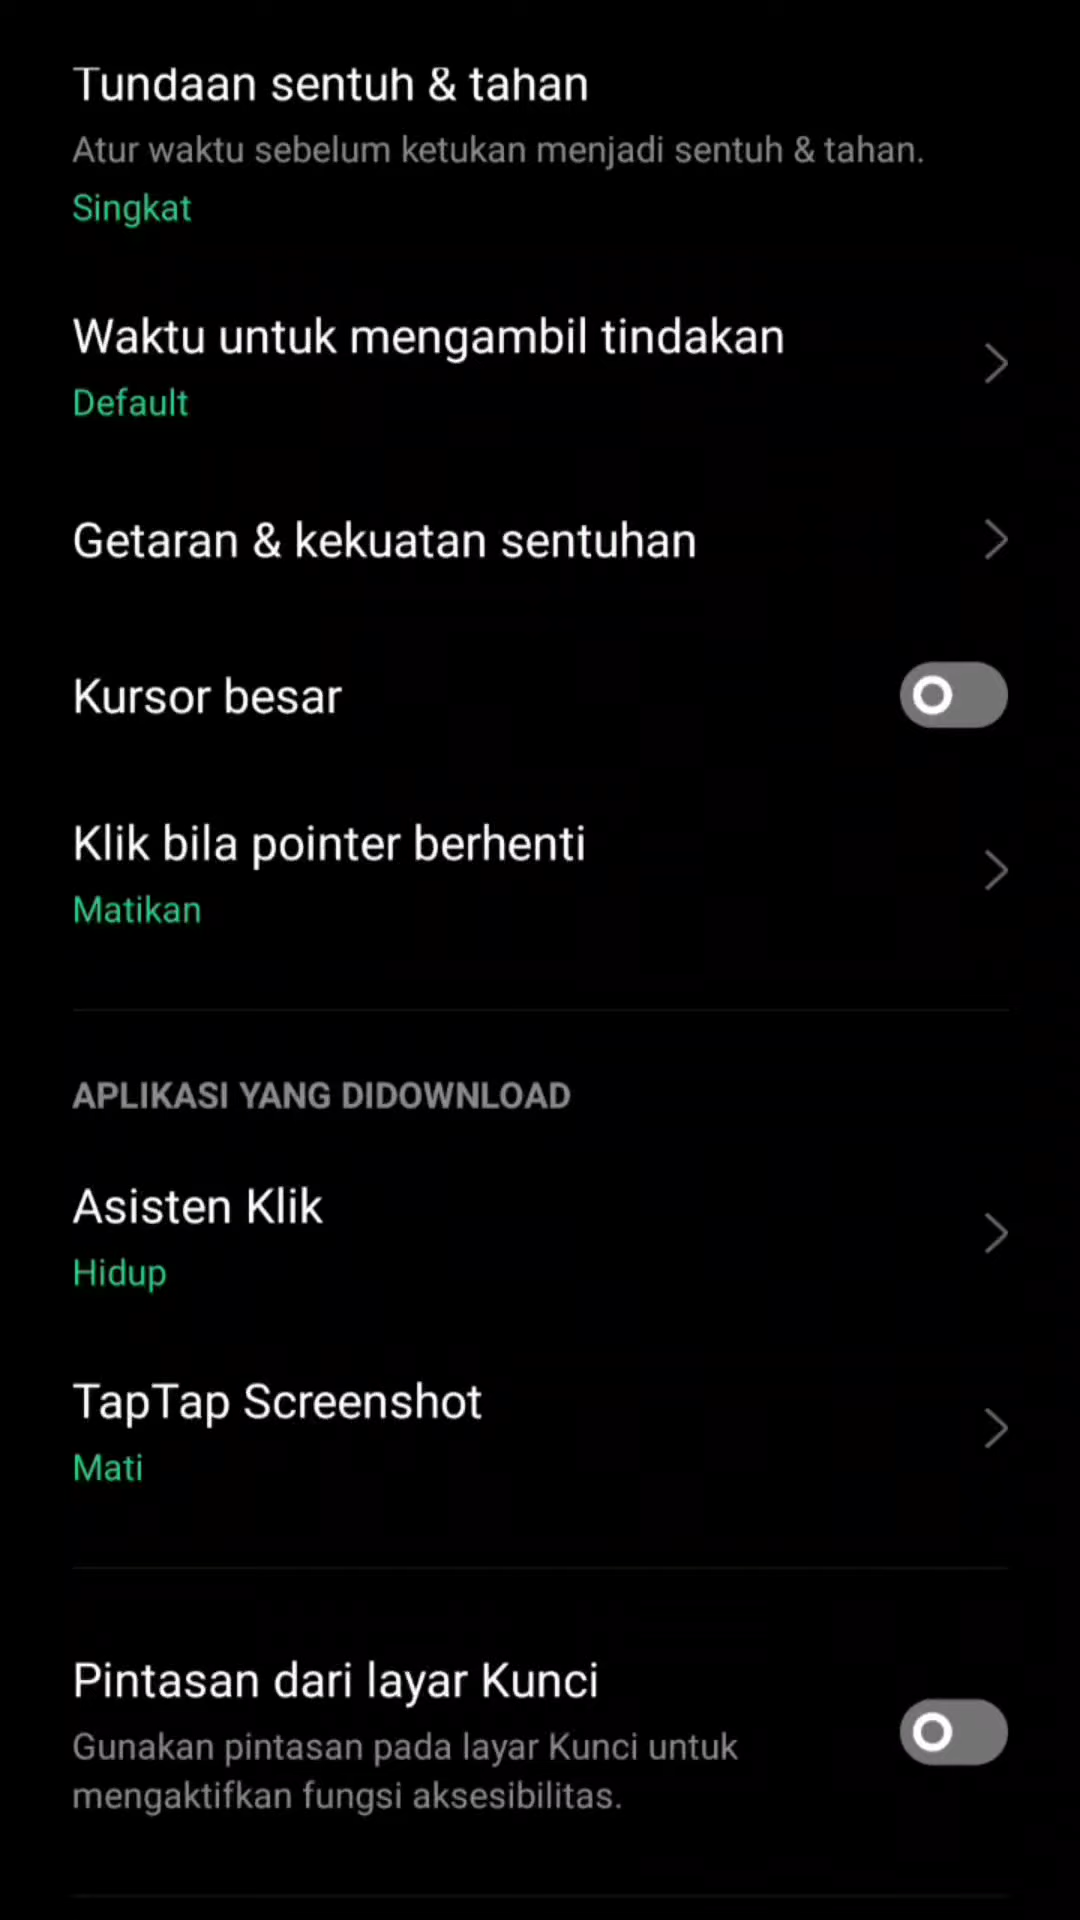 Tundaan sentuh & tahan
Atur waktu sebelum ketukan menjadi sentuh & tahan.
Singkat
Waktu untuk mengambil tindakan
Default
Getaran & kekuatan sentuhan
Kursor besar
Klik bila pointer berhenti
Matikan
APLIKASI YANG DIDOWNLOAD
Asisten Klik
Hidup
TapTap Screenshot
Mati
Pintasan dari layar Kunci
Gunakan pintasan pada layar Kunci untuk
mengaktifkan fungsi aksesibilitas.